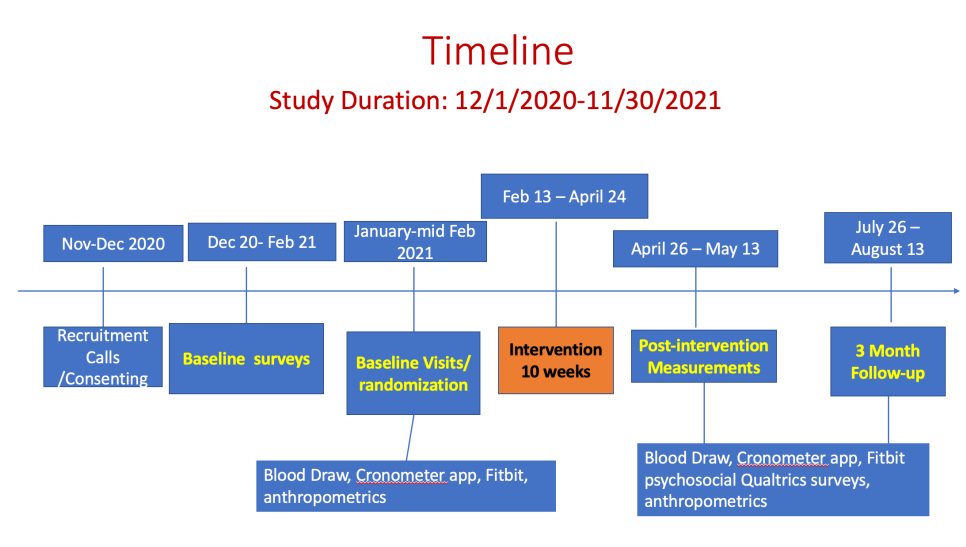 Timeline
Study Duration: 12/1/2020-11/30/2021
Nov-Dec 2020
Dec 20- Feb 21
January-mid Feb
2021
Feb 13 – April 24
April 26 – May 13
July 26 –
August 13
Recruitment
Calls
/Consenting
Baseline surveys
Baseline Visits/
randomization
Intervention
10 weeks
Post-intervention
Measurements
3 Month
Follow-up
Blood Draw, Cronometer app, Fitbit,
anthropometrics
Blood Draw, Cronometer app, Fitbit
psychosocial Qualtrics surveys,
anthropometrics